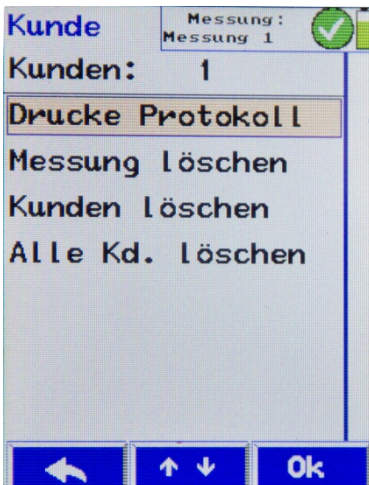 Kunde
Messung:
Messung 1
Kunden: 1
Drucke Protokoll
Messung löschen
Kunden löschen
Alle Kd. löschen
Ok